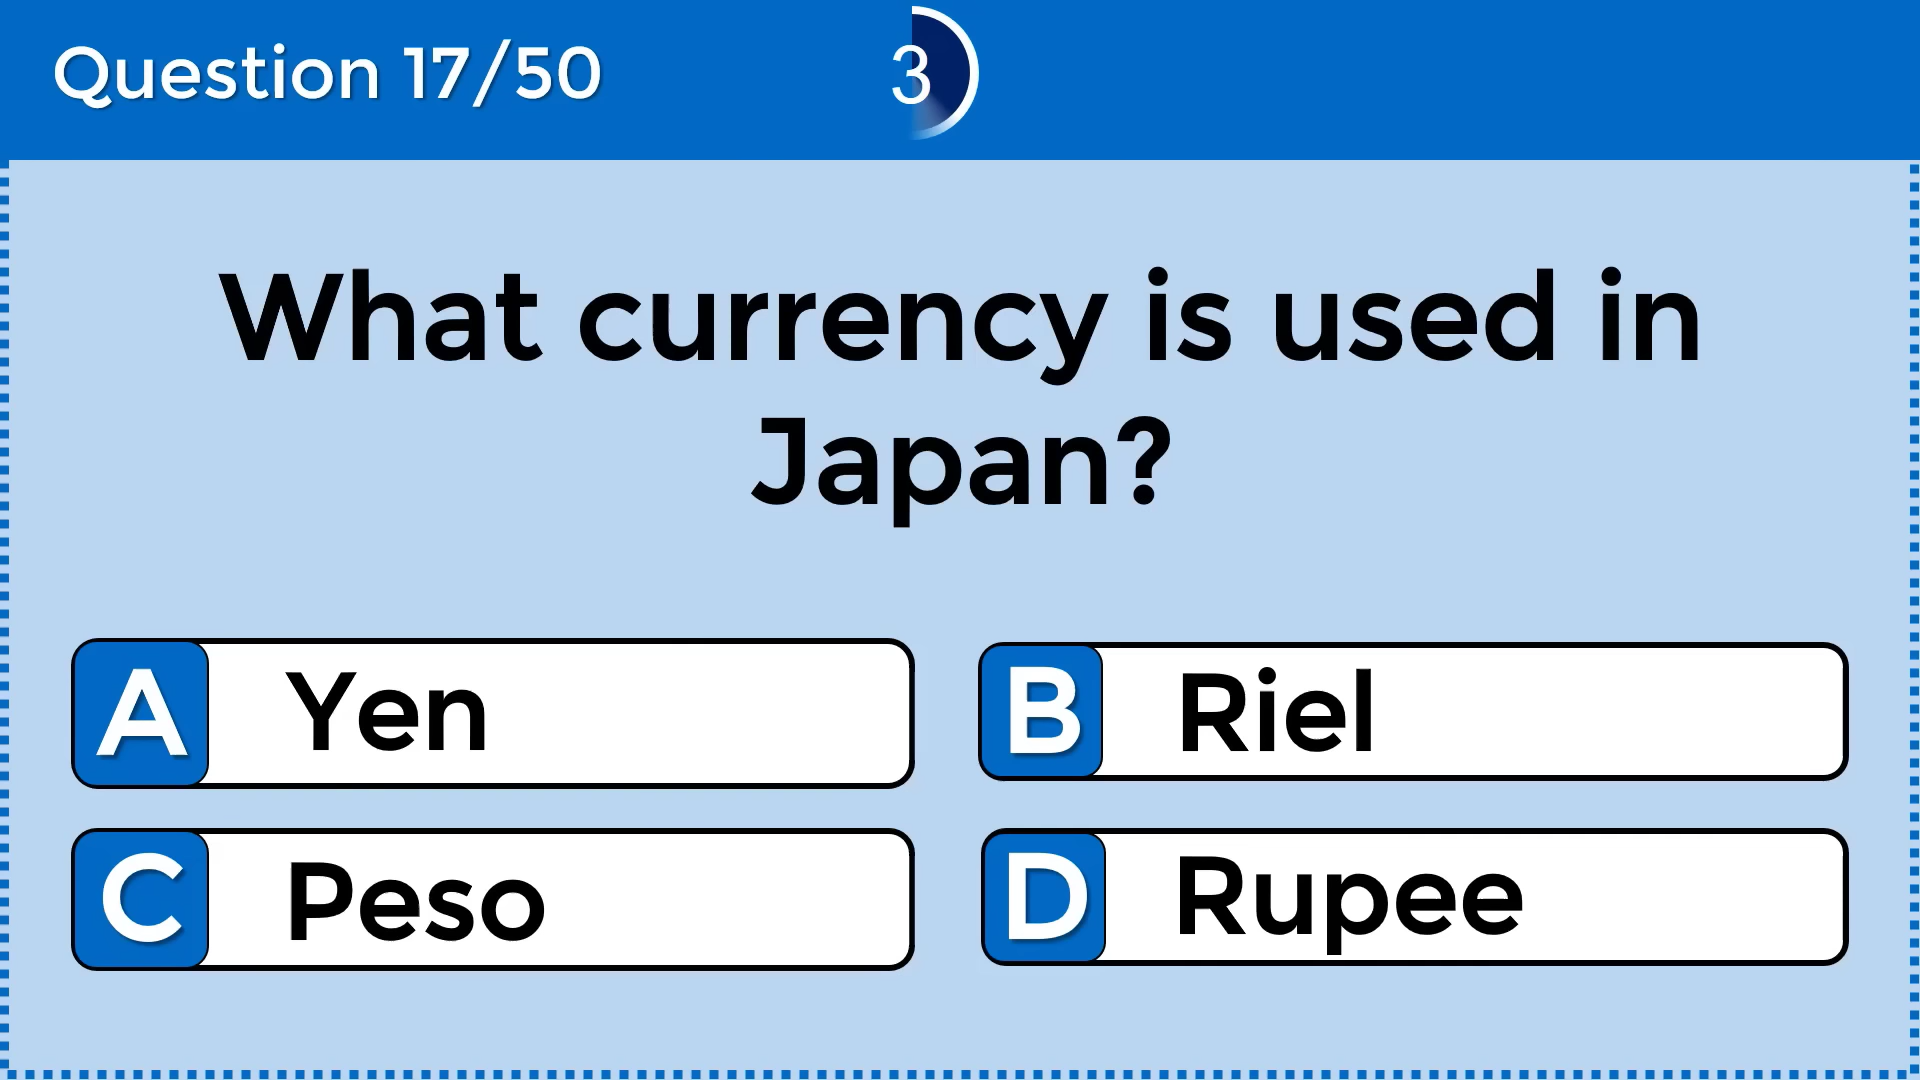 Question 17/50
3
What currency is used in
Japan?
A Yen
B Riel
C Peso
D Rupee